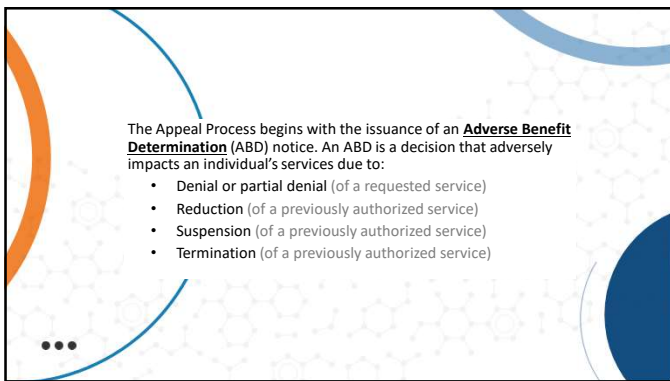 The Appeal Process begins with the issuance of an Adverse Benefit
Determination (ABD) notice. An ABD is a decision that adversely
impacts an individual’s services due to:
• Denial or partial denial (of a requested service)
• Reduction (of a previously authorized service)
• Suspension (of a previously authorized service)
• Termination (of a previously authorized service)